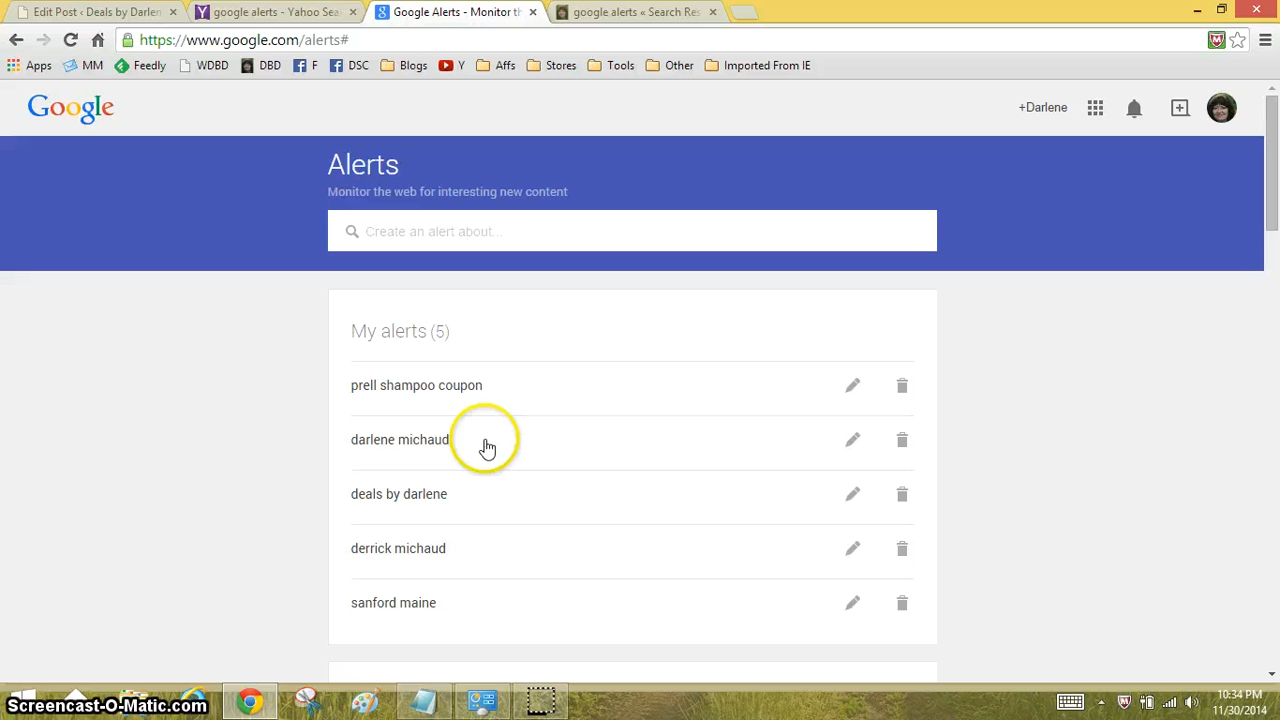 Edit Post ‹ Deals by Darlen
google alerts - Yahoo Sea
Google Alerts - Monitor th
google alerts « Search Res
https://www.google.com/alerts#
Apps MM Feedly WDBD DBD F DSC Blogs Y Affs Stores Tools Other Imported From IE
Google
+Darlene
Alerts
Monitor the web for interesting new content
Create an alert about...
My alerts (5)
prell shampoo coupon
darlene michaud
deals by darlene
derrick michaud
sanford maine
Screencast-O-Matic.com
10:34 PM
11/30/2014